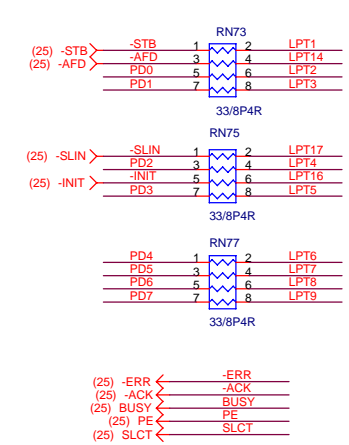 RN73
(25) -STB -STB 1 2 LPT1
(25) -AFD -AFD 3 4 LPT14
PD0 5 6 LPT2
PD1 7 8 LPT3
33/8P4R
RN75
(25) -SLIN -SLIN 1 2 LPT17
PD2 3 4 LPT4
(25) -INIT -INIT 5 6 LPT16
PD3 7 8 LPT5
33/8P4R
RN77
PD4 1 2 LPT6
PD5 3 4 LPT7
PD6 5 6 LPT8
PD7 7 8 LPT9
33/8P4R
(25) -ERR -ERR
(25) -ACK -ACK
(25) BUSY BUSY
(25) PE PE
(25) SLCT SLCT